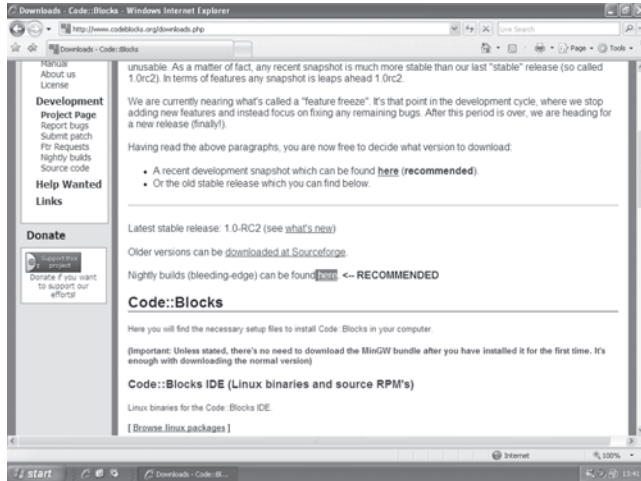 Downloads - Code::Blocks - Windows Internet Explorer
http://www.codeblocks.org/downloads.php
Live Search
Downloads - Code::Blocks
Page
Tools
Manual
About us
License
Development
Project Page
Report bugs
Submit patch
Ftr Requests
Nightly builds
Source code
Help Wanted
Links
Donate
Support this project
Donate if you want
to support our
efforts!
unusable. As a matter of fact, any recent snapshot is much more stable than our last "stable" release (so called
1.0rc2). In terms of features any snapshot is leaps ahead 1.0rc2.
We are currently nearing what's called a "feature freeze". It's that point in the development cycle, where we stop
adding new features and instead focus on fixing any remaining bugs. After this period is over, we are heading for
a new release (finally!).
Having read the above paragraphs, you are now free to decide what version to download:
• A recent development snapshot which can be found here (recommended).
• Or the old stable release which you can find below.
Latest stable release: 1.0-RC2 (see what's new)
Older versions can be downloaded at Sourceforge.
Nightly builds (bleeding-edge) can be found here. <-- RECOMMENDED
Code::Blocks
Here you will find the necessary setup files to install Code::Blocks in your computer.
(Important: Unless stated, there's no need to download the MinGW bundle after you have installed it for the first time. It's
enough with downloading the normal version)
Code::Blocks IDE (Linux binaries and source RPM's)
Linux binaries for the Code::Blocks IDE.
[ Browse linux packages ]
Internet
100%
start
Downloads - Code::Bl...
13:41